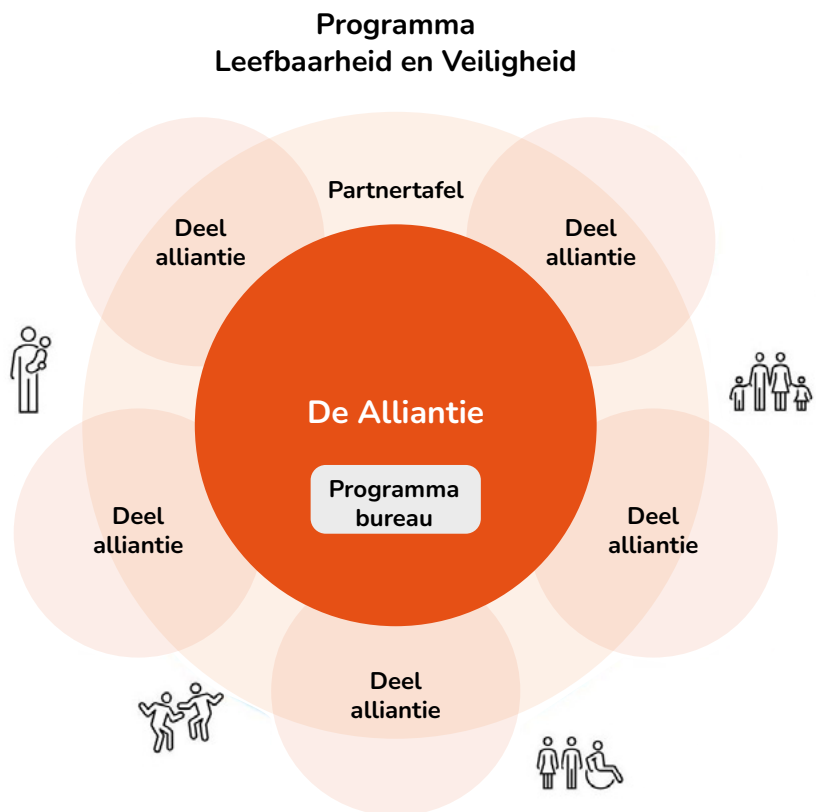 Programma
Leefbaarheid en Veiligheid
Partnertafel
Deel
alliantie
Deel
alliantie
De Alliantie
Programma
bureau
Deel
alliantie
Deel
alliantie
Deel
alliantie